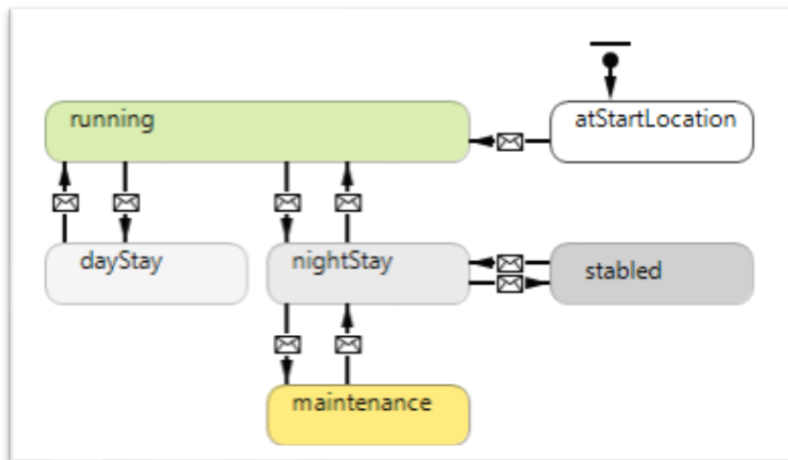 running
atStartLocation
dayStay
nightStay
stabled
maintenance